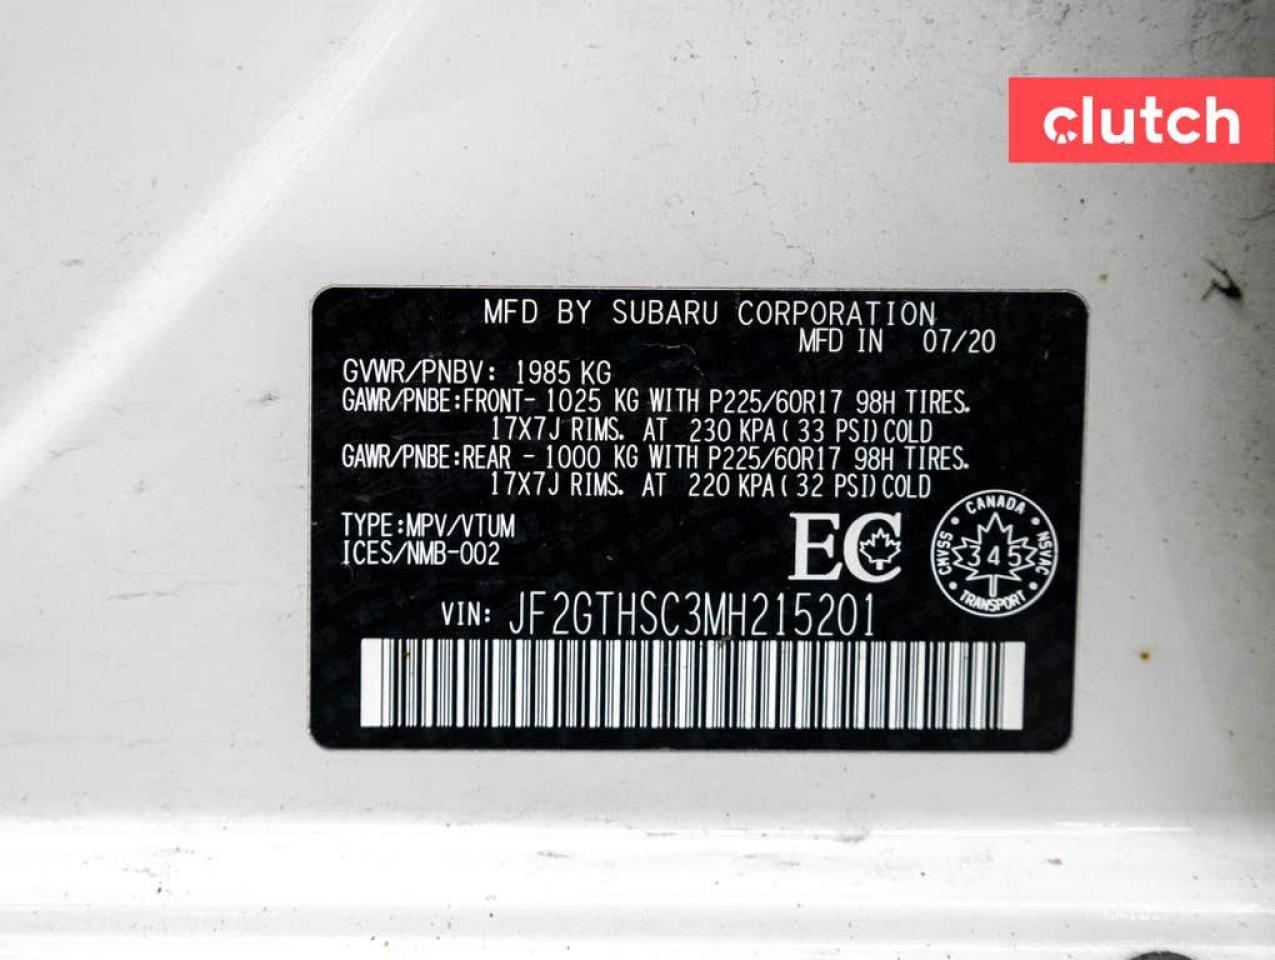 clutch
MFD BY SUBARU CORPORATION
MFD IN 07/20
GVWR/PNBV: 1985 KG
GAWR/PNBE:FRONT- 1025 KG WITH P225/60R17 98H TIRES.
17X7J RIMS. AT 230 KPA(33 PSI)COLD
GAWR/PNBE:REAR - 1000 KG WITH P225/60R17 98H TIRES.
17X7J RIMS. AT 220 KPA(32 PSI)COLD
TYPE:MPV/VTUM
ICES/NMB-002
EC
CANADA
CMVSS 345 NSVAC
TRANSPORT
VIN: JF2GTHSC3MH215201